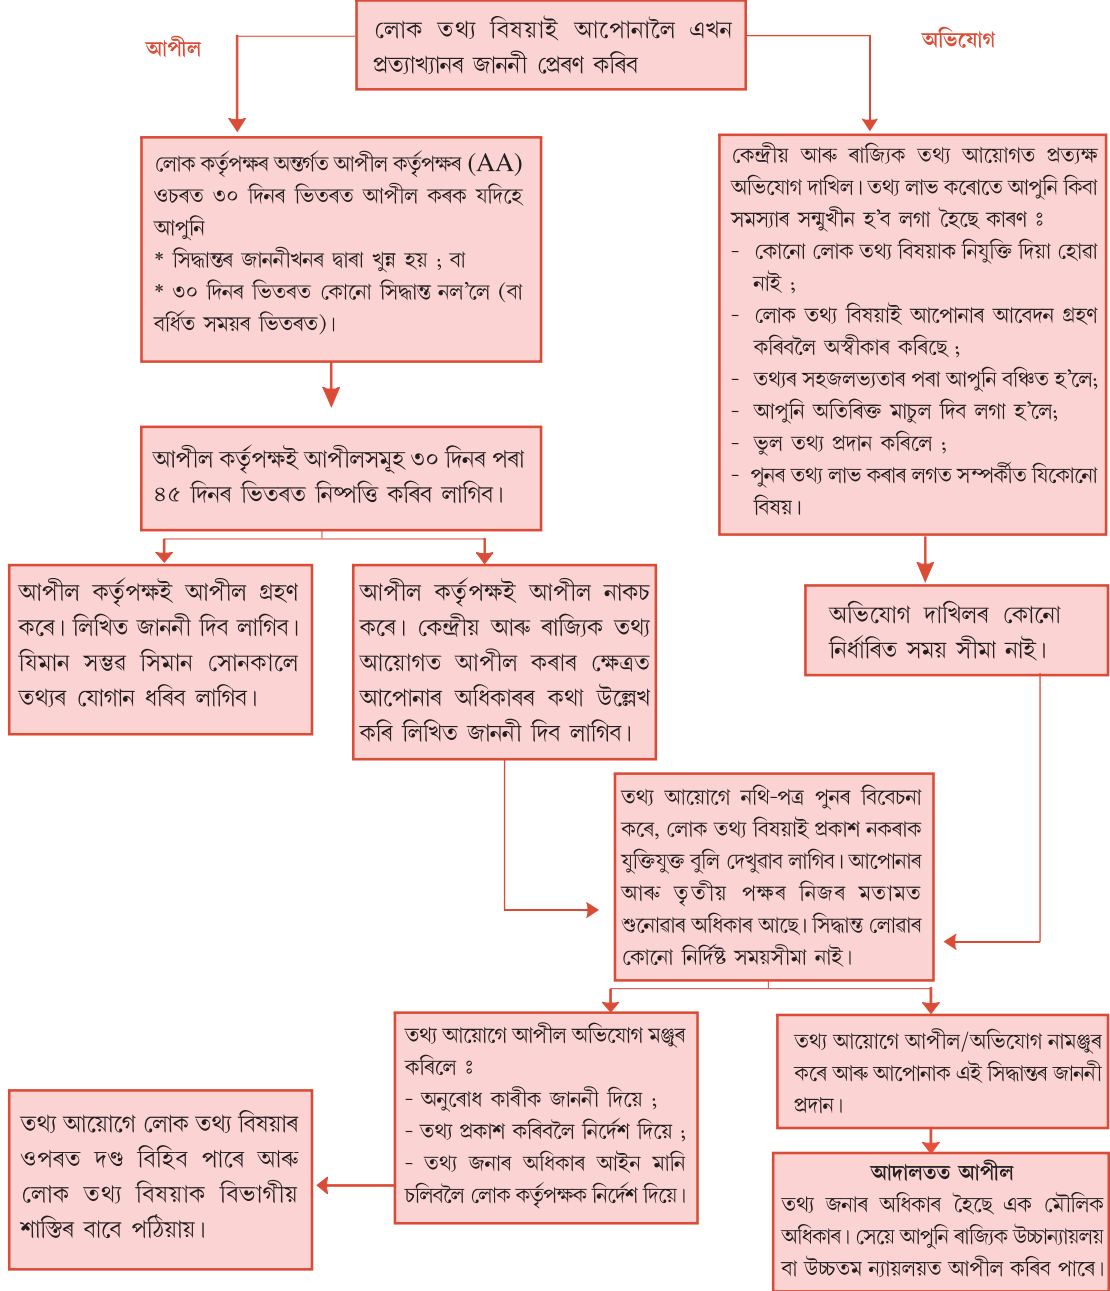 লোক তথ্য বিষয়াই আপোনালৈ এখন
প্ৰত্যাখ্যানৰ জাননী প্ৰেৰণ কৰিব
আপীল
অভিযোগ
লোক কৰ্তৃপক্ষৰ অন্তৰ্গত আপীল কৰ্তৃপক্ষৰ (AA)
ওচৰত ৩০ দিনৰ ভিতৰত আপীল কৰক যদিহে
আপুনি
* সিদ্ধান্তৰ জাননীখনৰ দ্বাৰা খুন্ন হয় ; বা
* ৩০ দিনৰ ভিতৰত কোনো সিদ্ধান্ত নল'লে (বা
বৰ্ধিত সময়ৰ ভিতৰত)।
আপীল কৰ্তৃপক্ষই আপীলসমূহ ৩০ দিনৰ পৰা
৪৫ দিনৰ ভিতৰত নিষ্পত্তি কৰিব লাগিব।
আপীল কৰ্তৃপক্ষই আপীল গ্ৰহণ
কৰে। লিখিত জাননী দিব লাগিব।
যিমান সম্ভৱ সিমান সোনকালে
তথ্যৰ যোগান ধৰিব লাগিব।
আপীল কৰ্তৃপক্ষই আপীল নাকচ
কৰে। কেন্দ্ৰীয় আৰু ৰাজ্যিক তথ্য
আয়োগত আপীল কৰাৰ ক্ষেত্ৰত
আপোনাৰ অধিকাৰৰ কথা উল্লেখ
কৰি লিখিত জাননী দিব লাগিব।
কেন্দ্ৰীয় আৰু ৰাজ্যিক তথ্য আয়োগত প্ৰত্যক্ষ
অভিযোগ দাখিল। তথ্য লাভ কৰোতে আপুনি কিবা
সমস্যাৰ সন্মুখীন হ'ব লগা হৈছে কাৰণ ঃ
- কোনো লোক তথ্য বিষয়াক নিযুক্তি দিয়া হোৱা
নাই ;
- লোক তথ্য বিষয়াই আপোনাৰ আবেদন গ্ৰহণ
কৰিবলৈ অস্বীকাৰ কৰিছে ;
- তথ্যৰ সহজলভ্যতাৰ পৰা আপুনি বঞ্চিত হ'লে;
- আপুনি অতিৰিক্ত মাচুল দিব লগা হ'লে;
- ভুল তথ্য প্ৰদান কৰিলে ;
- পুনৰ তথ্য লাভ কৰাৰ লগত সম্পৰ্কীত যিকোনো
বিষয়।
অভিযোগ দাখিলৰ কোনো
নিৰ্ধাৰিত সময় সীমা নাই।
তথ্য আয়োগে নথি-পত্ৰ পুনৰ বিবেচনা
কৰে, লোক তথ্য বিষয়াই প্ৰকাশ নকৰাক
যুক্তিযুক্ত বুলি দেখুৱাব লাগিব। আপোনাৰ
আৰু তৃতীয় পক্ষৰ নিজৰ মতামত
শুনোৱাৰ অধিকাৰ আছে। সিদ্ধান্ত লোৱাৰ
কোনো নিৰ্দিষ্ট সময়সীমা নাই।
তথ্য আয়োগে আপীল অভিযোগ মঞ্জুৰ
কৰিলে ঃ
- অনুৰোধ কাৰীক জাননী দিয়ে ;
- তথ্য প্ৰকাশ কৰিবলৈ নিৰ্দেশ দিয়ে ;
- তথ্য জনাৰ অধিকাৰ আইন মানি
চলিবলৈ লোক কৰ্তৃপক্ষক নিৰ্দেশ দিয়ে।
তথ্য আয়োগে লোক তথ্য বিষয়াৰ
ওপৰত দণ্ড বিহিব পাৰে আৰু
লোক তথ্য বিষয়াক বিভাগীয়
শাস্তিৰ বাবে পঠিয়ায়।
তথ্য আয়োগে আপীল/অভিযোগ নামঞ্জুৰ
কৰে আৰু আপোনাক এই সিদ্ধান্তৰ জাননী
প্ৰদান।
আদালতত আপীল
তথ্য জনাৰ অধিকাৰ হৈছে এক মৌলিক
অধিকাৰ। সেয়ে আপুনি ৰাজ্যিক উচ্চান্যায়লয়
বা উচ্চতম ন্যায়লয়ত আপীল কৰিব পাৰে।